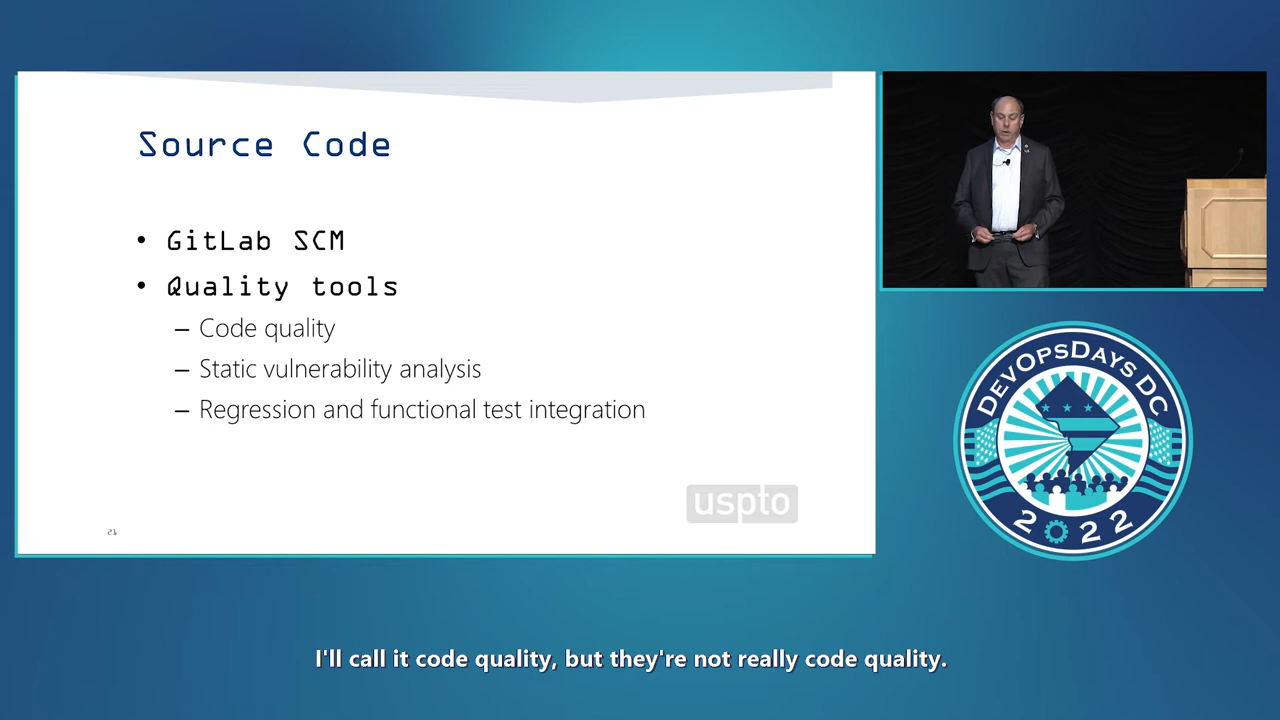 Source Code
• GitLab SCM
• Quality tools
– Code quality
– Static vulnerability analysis
– Regression and functional test integration
uspto
21
DEVOPSDAYS DC
2022
I'll call it code quality, but they're not really code quality.